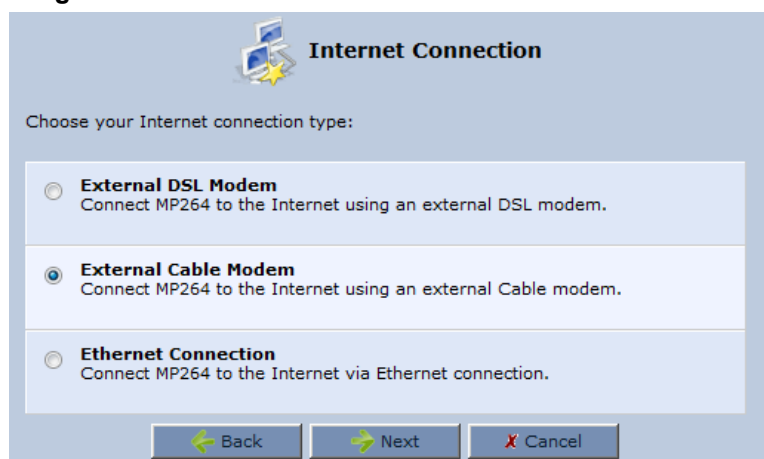 Internet Connection
Choose your Internet connection type:
External DSL Modem
Connect MP264 to the Internet using an external DSL modem.
External Cable Modem
Connect MP264 to the Internet using an external Cable modem.
Ethernet Connection
Connect MP264 to the Internet via Ethernet connection.
Back Next Cancel